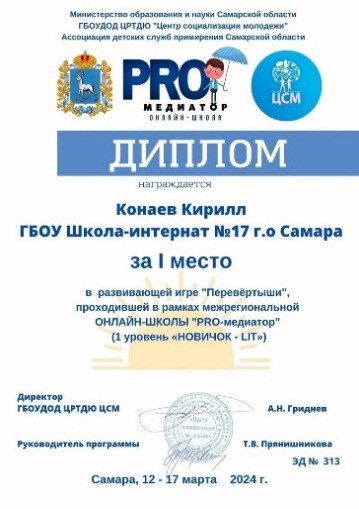 Министерство образования и науки Самарской области
ГБОУДОД ЦРТДЮ "Центр социализации молодежи"
Ассоциация детских служб примирения Самарской области
PRO
МЕДИАТОР
ОНЛАЙН-ШКОЛА
ЦСМ
ДИПЛОМ
награждается
Конаев Кирилл
ГБОУ Школа-интернат №17 г.о Самара
за I место
в развивающей игре "Перевёртыши",
проходившей в рамках межрегиональной
ОНЛАЙН-ШКОЛЫ "PRO-медиатор"
(1 уровень «НОВИЧОК - LIT»)
Директор
ГБОУДОД ЦРТДЮ ЦСМ
А.Н. Гриднев
Руководитель программы
Т.В. Прянишникова
ЭД № 313
Самара, 12 - 17 марта 2024 г.